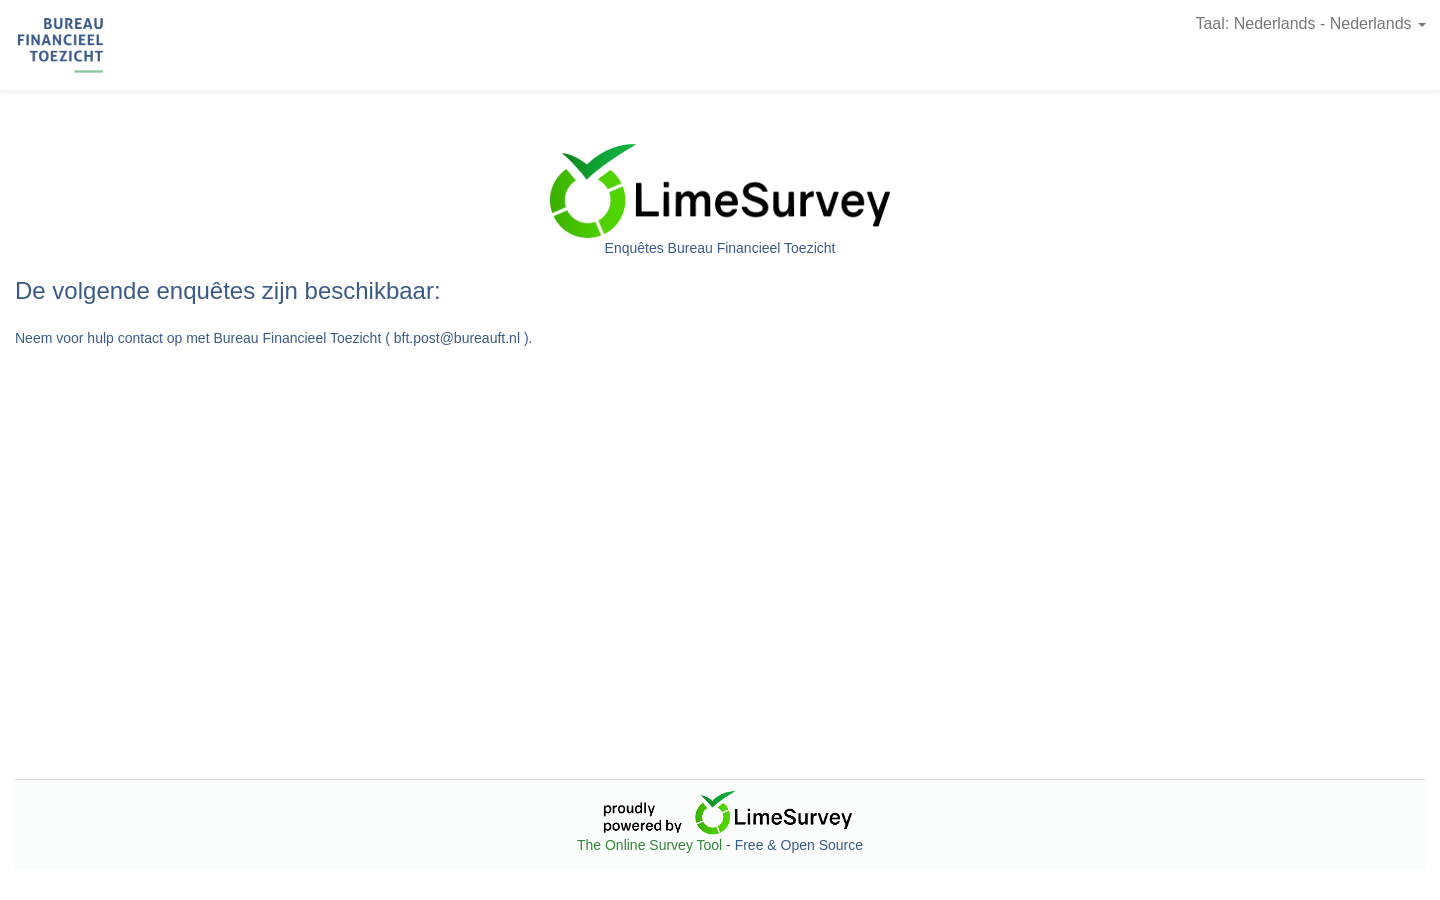 BUREAU
FINANCIEEL
TOEZICHT
Taal: Nederlands - Nederlands
LimeSurvey
Enquêtes Bureau Financieel Toezicht
De volgende enquêtes zijn beschikbaar:
Neem voor hulp contact op met Bureau Financieel Toezicht ( bft.post@bureauft.nl ).
proudly
powered by
LimeSurvey
The Online Survey Tool - Free & Open Source